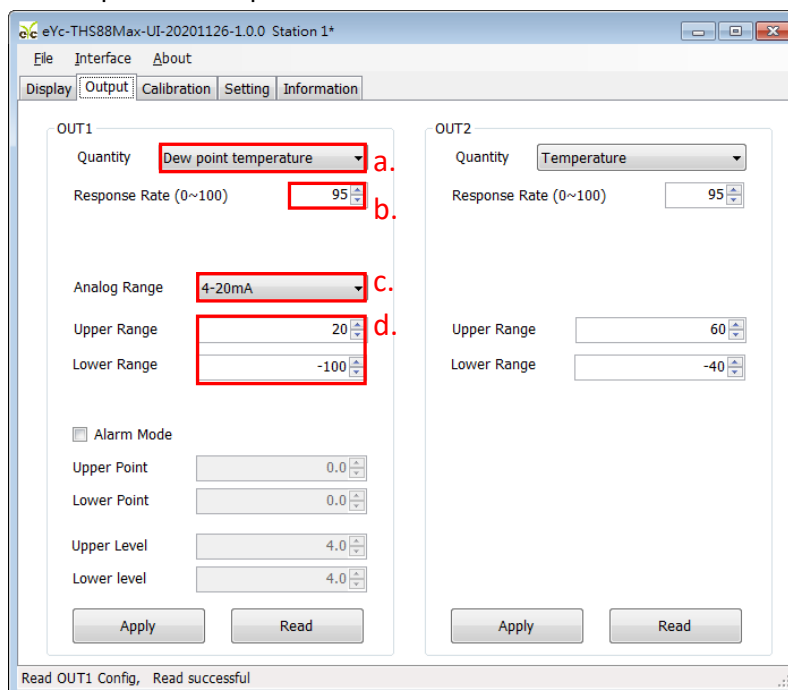 eYc-THS88Max-UI-20201126-1.0.0 Station 1*
File Interface About
Display Output Calibration Setting Information
OUT1
Quantity Dew point temperature a.
Response Rate (0~100) 95 b.
Analog Range 4-20mA c.
Upper Range 20 d.
Lower Range -100
Alarm Mode
Upper Point 0.0
Lower Point 0.0
Upper Level 4.0
Lower level 4.0
Apply Read
OUT2
Quantity Temperature
Response Rate (0~100) 95
Upper Range 60
Lower Range -40
Apply Read
Read OUT1 Config, Read successful